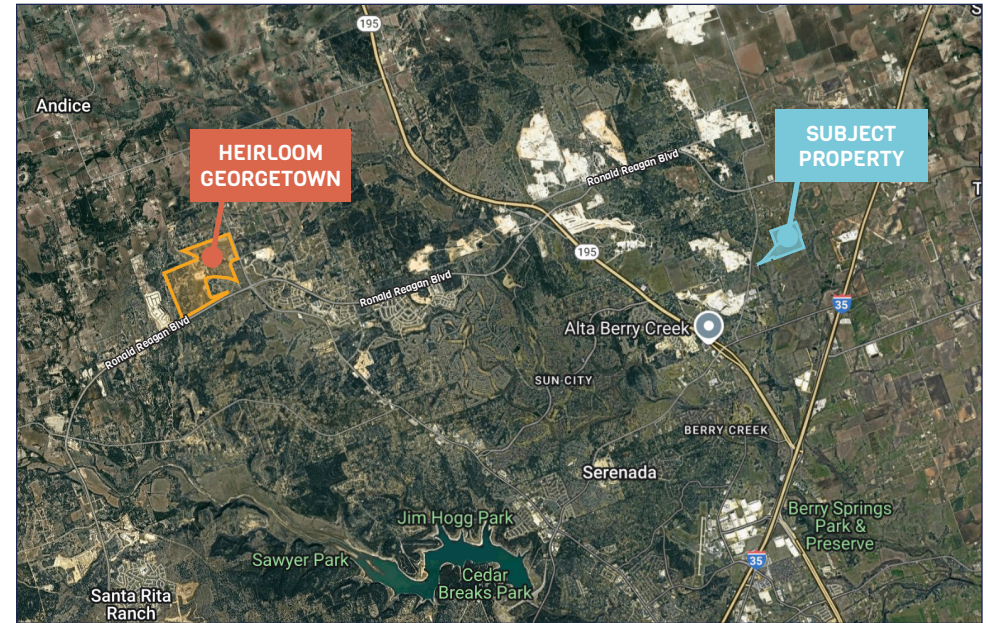 195
S
Andice
HEIRLOOM
GEORGETOWN
SUBJECT
PROPERTY
Ronald Reagan Blvd
T
195
Ronald Reagan Blvd
35
Ronald Reagan Blvd
Alta Berry Creek
SUN CITY
BERRY CREEK
Serenada
Jim Hogg Park
Berry Springs
Park &
Preserve
Sawyer Park
35
Cedar
Breaks Park
Santa Rita
Ranch